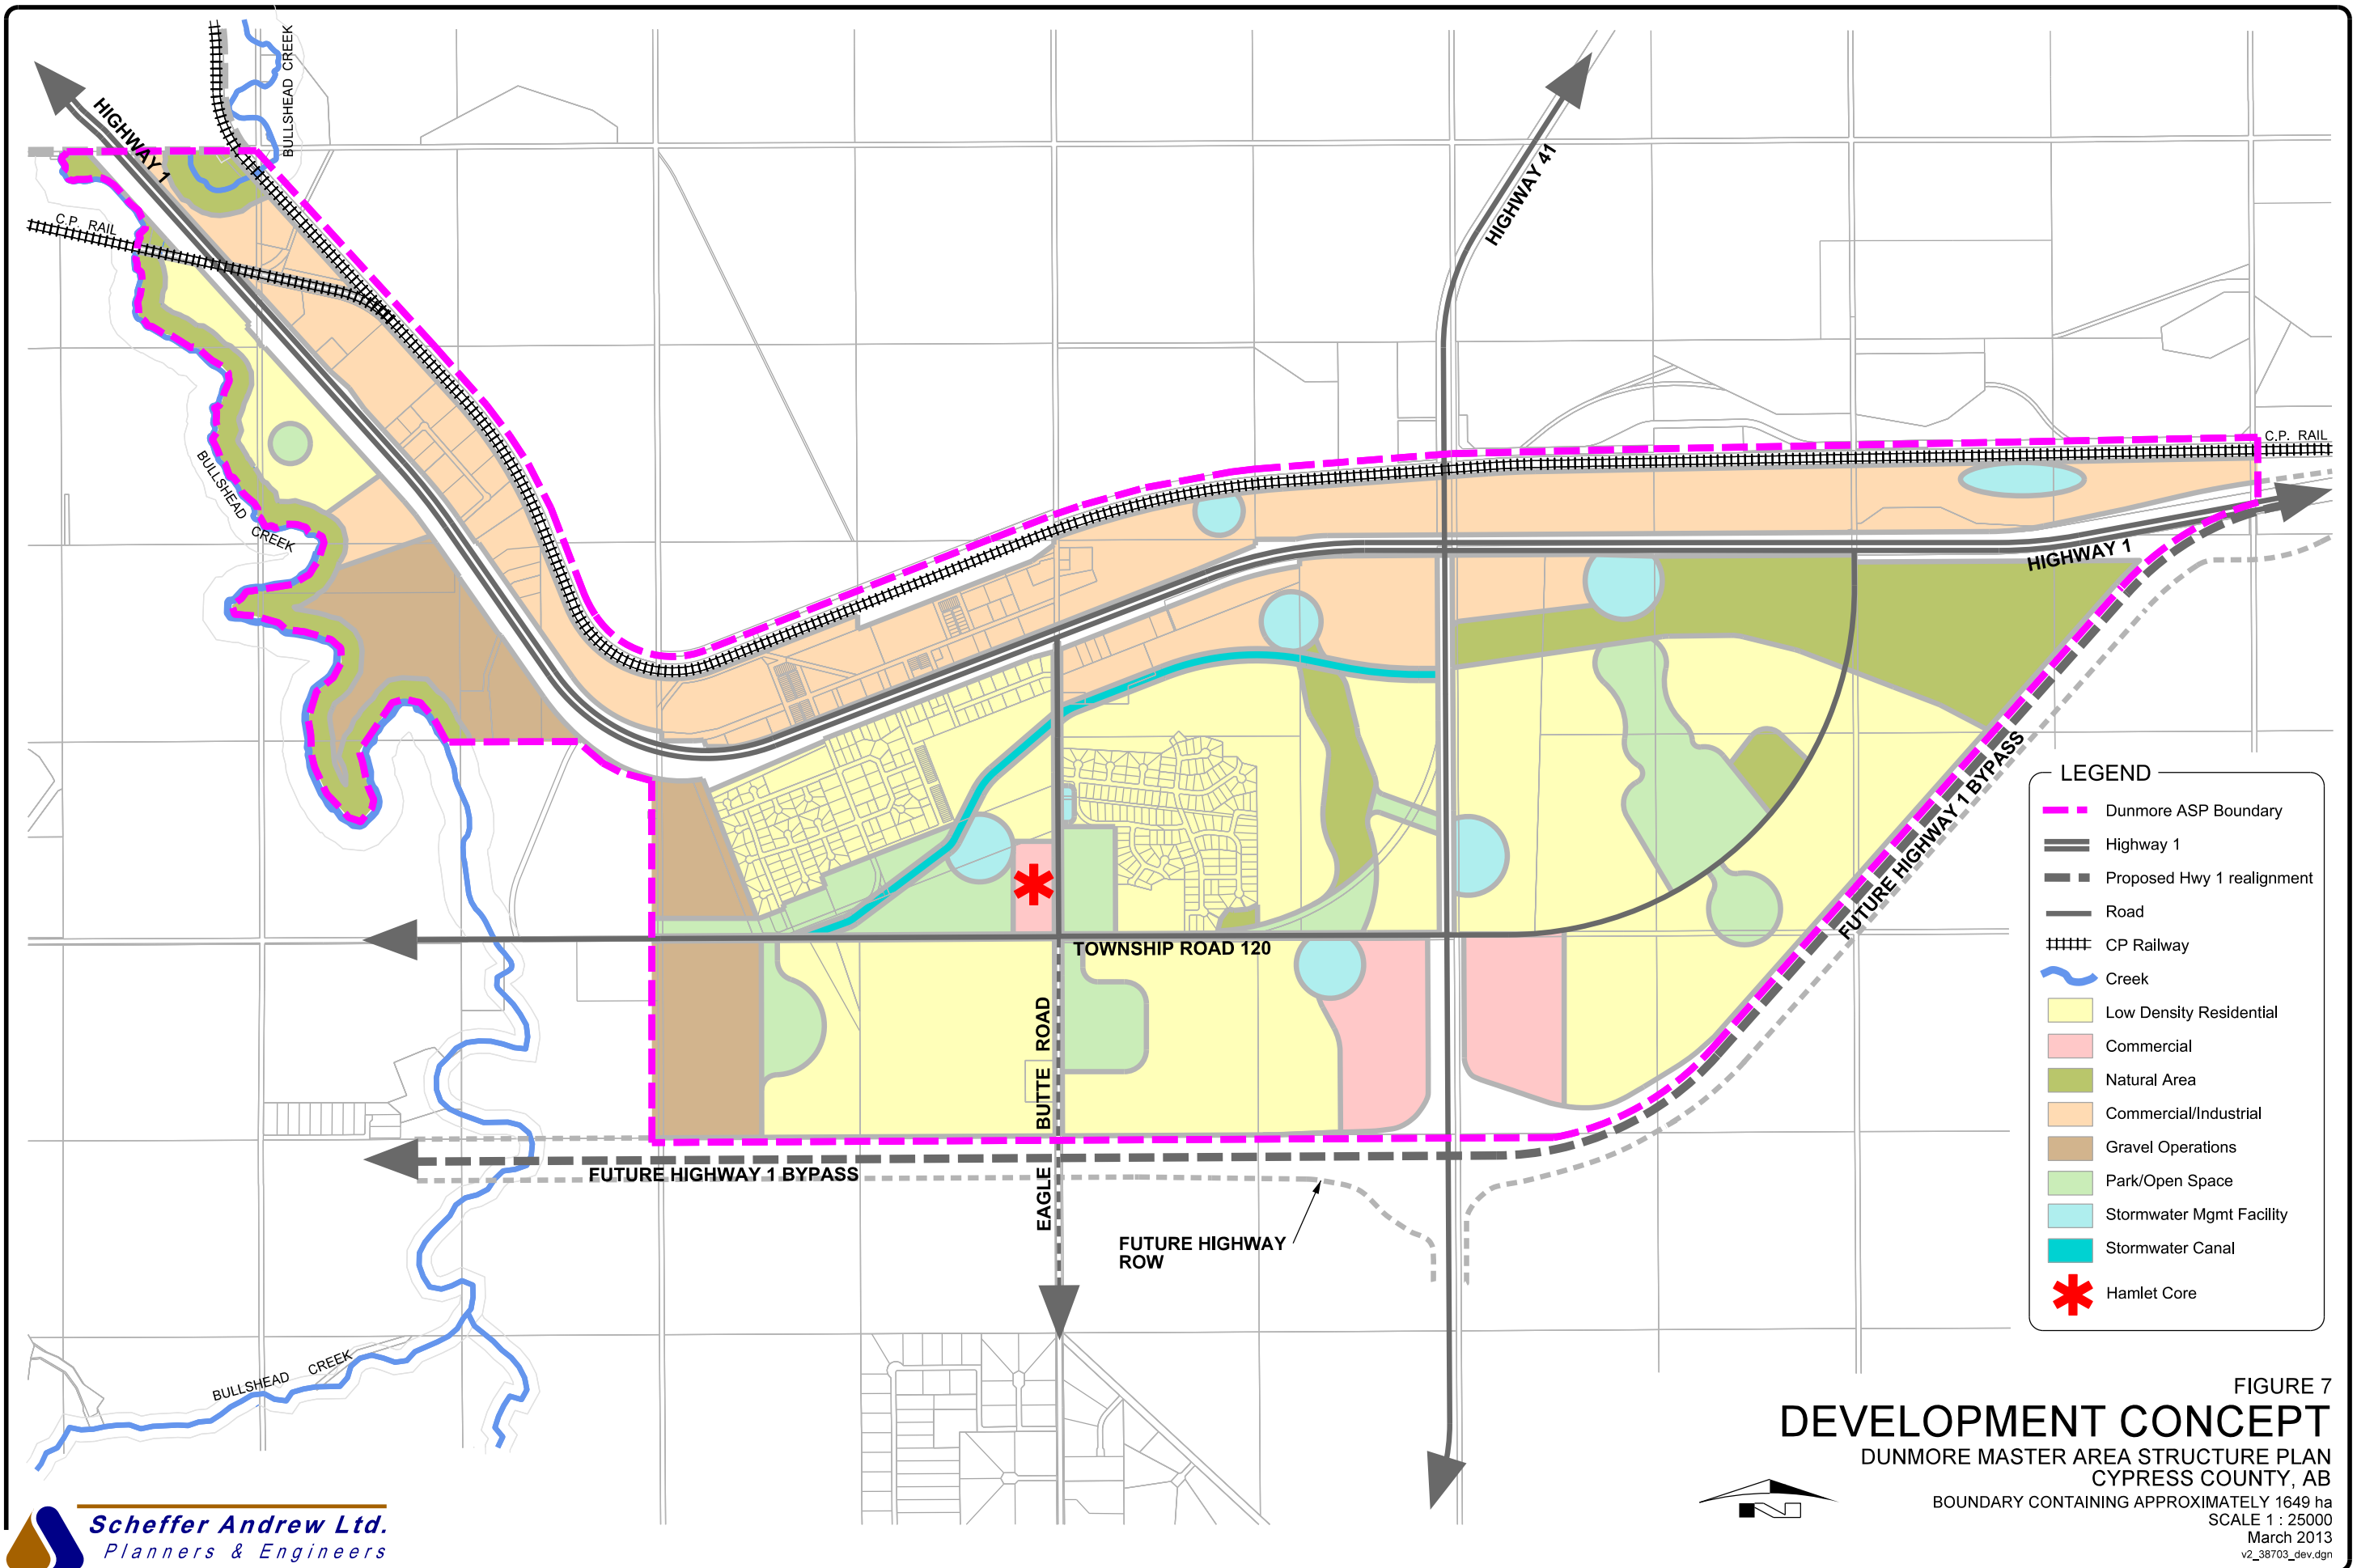 BULLSHEAD CREEK
HIGHWAY 1
C.P. RAIL
HIGHWAY 41
BULLSHEAD
CREEK
C.P. RAIL
HIGHWAY 1
FUTURE HIGHWAY 1 BYPASS
TOWNSHIP ROAD 120
EAGLE BUTTE ROAD
FUTURE HIGHWAY 1 BYPASS
FUTURE HIGHWAY
ROW
BULLSHEAD CREEK
LEGEND
Dunmore ASP Boundary
Highway 1
Proposed Hwy 1 realignment
Road
CP Railway
Creek
Low Density Residential
Commercial
Natural Area
Commercial/Industrial
Gravel Operations
Park/Open Space
Stormwater Mgmt Facility
Stormwater Canal
Hamlet Core
FIGURE 7
DEVELOPMENT CONCEPT
DUNMORE MASTER AREA STRUCTURE PLAN
CYPRESS COUNTY, AB
BOUNDARY CONTAINING APPROXIMATELY 1649 ha
SCALE 1 : 25000
March 2013
v2_38703_dev.dgn
N
Scheffer Andrew Ltd.
Planners & Engineers